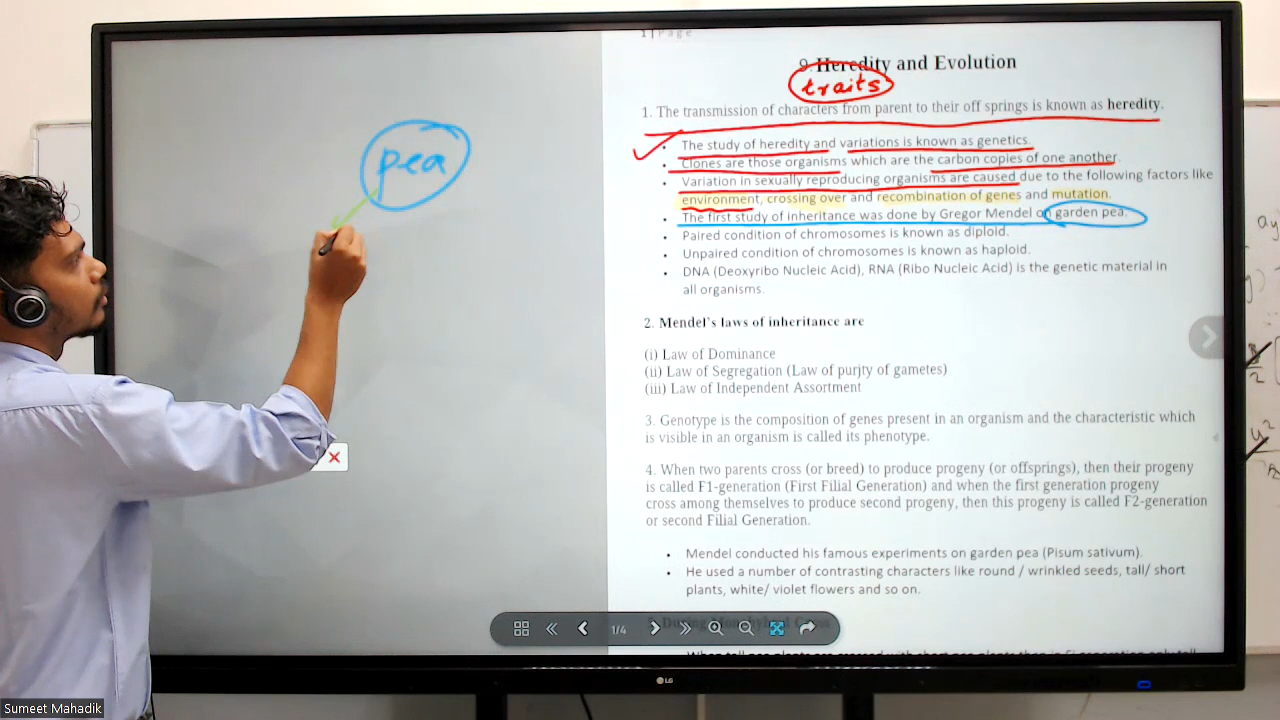 1 | Page
9. Heredity and Evolution
traits
1. The transmission of characters from parent to their off springs is known as heredity.
• The study of heredity and variations is known as genetics.
• Clones are those organisms which are the carbon copies of one another.
• Variation in sexually reproducing organisms are caused due to the following factors like
environment, crossing over and recombination of genes and mutation.
• The first study of inheritance was done by Gregor Mendel on garden pea.
• Paired condition of chromosomes is known as diploid.
• Unpaired condition of chromosomes is known as haploid.
• DNA (Deoxyribo Nucleic Acid), RNA (Ribo Nucleic Acid) is the genetic material in
all organisms.
pea
2. Mendel's laws of inheritance are
(i) Law of Dominance
(ii) Law of Segregation (Law of purjty of gametes)
(iii) Law of Independent Assortment
3. Genotype is the composition of genes present in an organism and the characteristic which
is visible in an organism is called its phenotype.
4. When two parents cross (or breed) to produce progeny (or offsprings), then their progeny
is called F1-generation (First Filial Generation) and when the first generation progeny
cross among themselves to produce second progeny, then this progeny is called F2-generation
or second Filial Generation.
• Mendel conducted his famous experiments on garden pea (Pisum sativum).
• He used a number of contrasting characters like round / wrinkled seeds, tall/ short
plants, white/ violet flowers and so on.
1/4
LG
Sumeet Mahadik